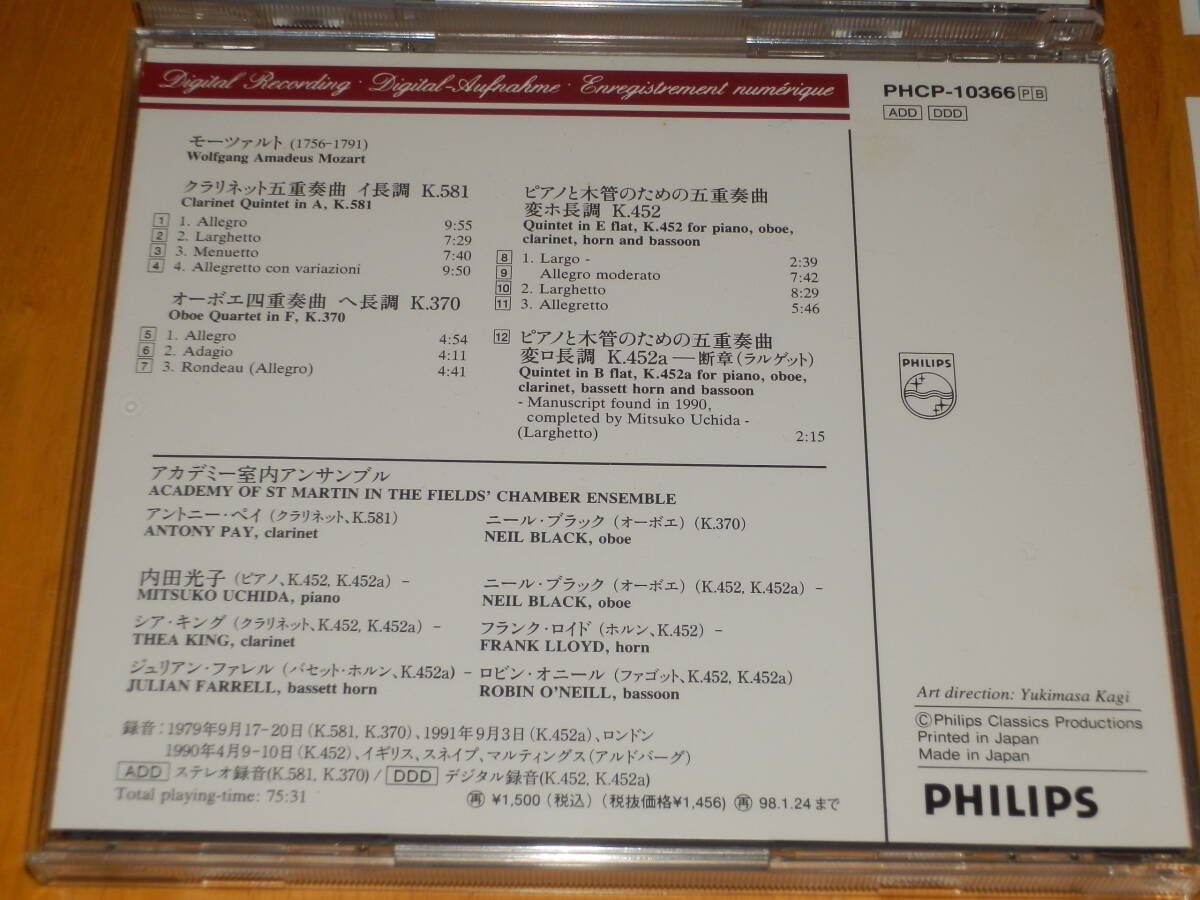 Digital Recording · Digital-Aufnahme · Enregistrement numérique
モーツァルト (1756-1791)
Wolfgang Amadeus Mozart
クラリネット五重奏曲 イ長調 K.581
Clarinet Quintet in A, K.581
1 1. Allegro 9:55
2 2. Larghetto 7:29
3 3. Menuetto 7:40
4 4. Allegretto con variazioni 9:50
オーボエ四重奏曲 ヘ長調 K.370
Oboe Quartet in F, K.370
5 1. Allegro 4:54
6 2. Adagio 4:11
7 3. Rondeau (Allegro) 4:41
ピアノと木管のための五重奏曲
変ホ長調 K.452
Quintet in E flat, K.452 for piano, oboe,
clarinet, horn and bassoon
8 1. Largo - 2:39
9 Allegro moderato 7:42
10 2. Larghetto 8:29
11 3. Allegretto 5:46
12 ピアノと木管のための五重奏曲
変ロ長調 K.452a―断章(ラルゲット)
Quintet in B flat, K.452a for piano, oboe,
clarinet, bassett horn and bassoon
- Manuscript found in 1990,
completed by Mitsuko Uchida -
(Larghetto) 2:15
アカデミー室内アンサンブル
ACADEMY OF ST MARTIN IN THE FIELDS' CHAMBER ENSEMBLE
アントニー・ペイ(クラリネット、K.581)
ANTONY PAY, clarinet
ニール・ブラック(オーボエ)(K.370)
NEIL BLACK, oboe
内田光子(ピアノ、K.452, K.452a) -
MITSUKO UCHIDA, piano
ニール・ブラック(オーボエ)(K.452, K.452a) -
NEIL BLACK, oboe
シア・キング(クラリネット、K.452, K.452a) -
THEA KING, clarinet
フランク・ロイド(ホルン、K.452) -
FRANK LLOYD, horn
ジュリアン・ファレル(バセット・ホルン、K.452a) -
JULIAN FARRELL, bassett horn
ロビン・オニール(ファゴット、K.452, K.452a)
ROBIN O'NEILL, bassoon
録音:1979年9月17-20日(K.581, K.370)、1991年9月3日(K.452a)、ロンドン
1990年4月9-10日(K.452)、イギリス、スネイプ、マルティングス(アルドバーグ)
ADD ステレオ録音(K.581, K.370) / DDD デジタル録音(K.452, K.452a)
Total playing-time: 75:31
再 ¥1,500(税込)(税抜価格¥1,456) 再 98.1.24まで
PHCP-10366 P B
ADD DDD
PHILIPS
Art direction: Yukimasa Kagi
Ⓒ Philips Classics Productions
Printed in Japan
Made in Japan
PHILIPS